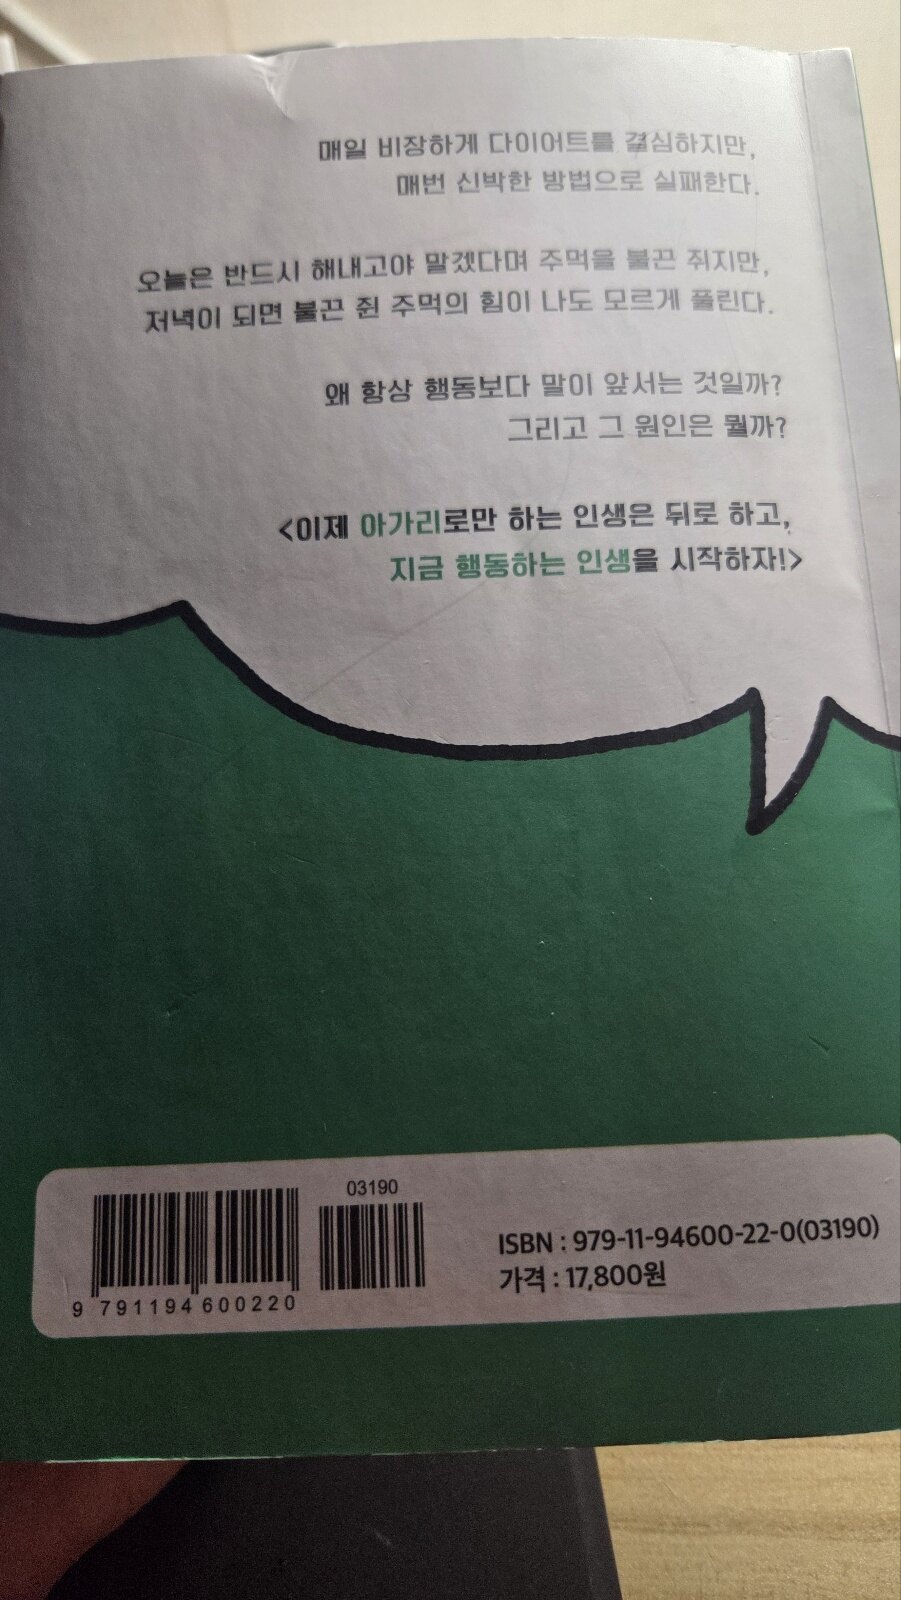 매일 비장하게 다이어트를 결심하지만,
매번 신박한 방법으로 실패한다.
오늘은 반드시 해내고야 말겠다며 주먹을 불끈 쥐지만,
저녁이 되면 불끈 쥔 주먹의 힘이 나도 모르게 풀린다.
왜 항상 행동보다 말이 앞서는 것일까?
그리고 그 원인은 뭘까?
<이제 아가리로만 하는 인생은 뒤로 하고,
지금 행동하는 인생을 시작하자!>
03190
9 791194 600220
ISBN : 979-11-94600-22-0(03190)
가격 : 17,800원